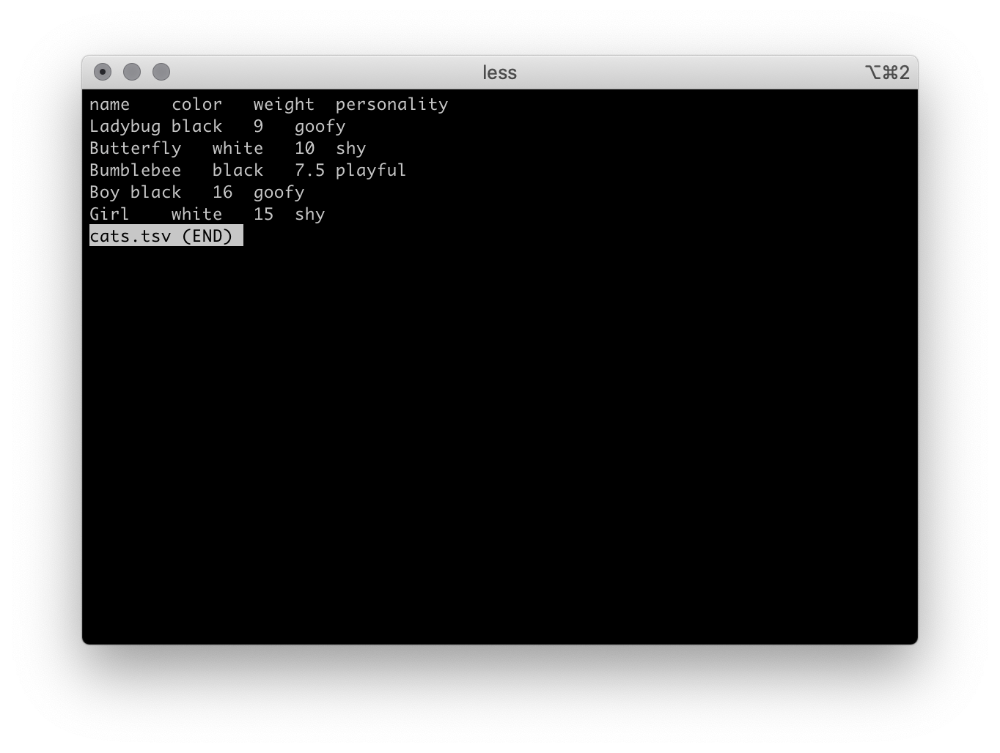 less ⌥⌘2
name    color   weight  personality
Ladybug black   9   goofy
Butterfly   white   10  shy
Bumblebee   black   7.5 playful
Boy black   16  goofy
Girl    white   15  shy
cats.tsv (END)